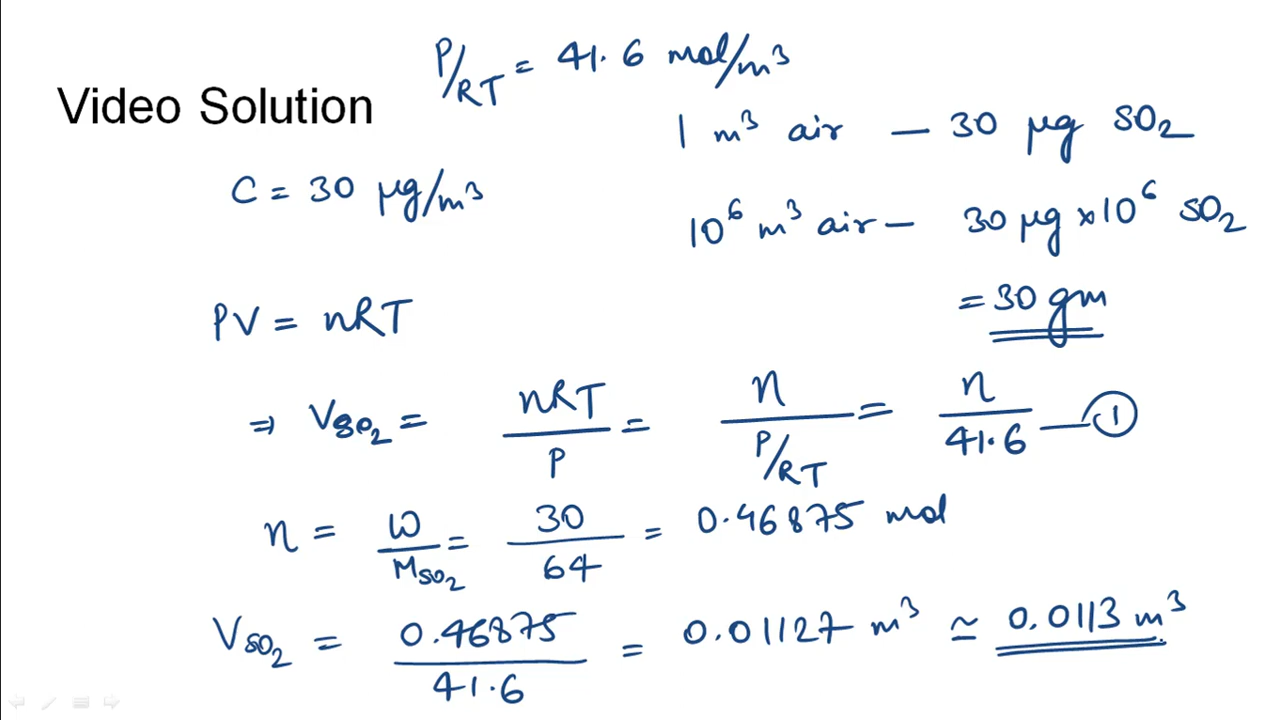 P/RT = 41.6 mol/m³
Video Solution
1 m³ air — 30 μg SO₂
C = 30 μg/m³
10⁶ m³ air — 30 μg × 10⁶ SO₂
= 30 gm
PV = nRT
⇒ V_SO₂ = nRT/P = n/(P/RT) = n/41.6 — ①
n = W/M_SO₂ = 30/64 = 0.46875 mol
V_SO₂ = 0.46875/41.6 = 0.01127 m³ ≃ 0.0113 m³